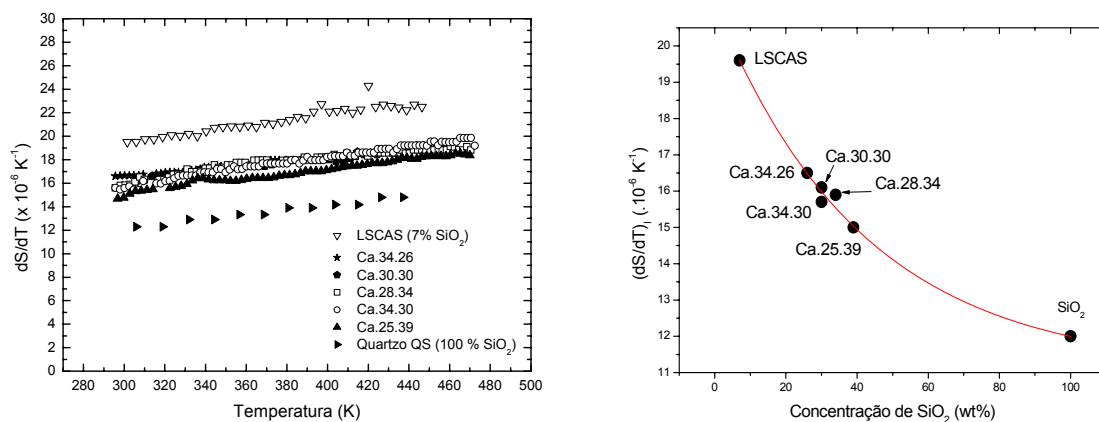 30
28
26
24
22
20
18
16
14
12
10
8
6
4
2
0
dS/dT (x 10⁻⁶ K⁻¹)
LSCAS (7% SiO₂)
Ca.34.26
Ca.30.30
Ca.28.34
Ca.34.30
Ca.25.39
Quartzo QS (100 % SiO₂)
280 300 320 340 360 380 400 420 440 460 480 500
Temperatura (K)
20
19
18
17
16
15
14
13
12
11
(dS/dT)ₗ (.10⁻⁶ K⁻¹)
LSCAS
Ca.30.30
Ca.34.26
Ca.28.34
Ca.34.30
Ca.25.39
SiO₂
0 20 40 60 80 100
Concentração de SiO₂ (wt%)